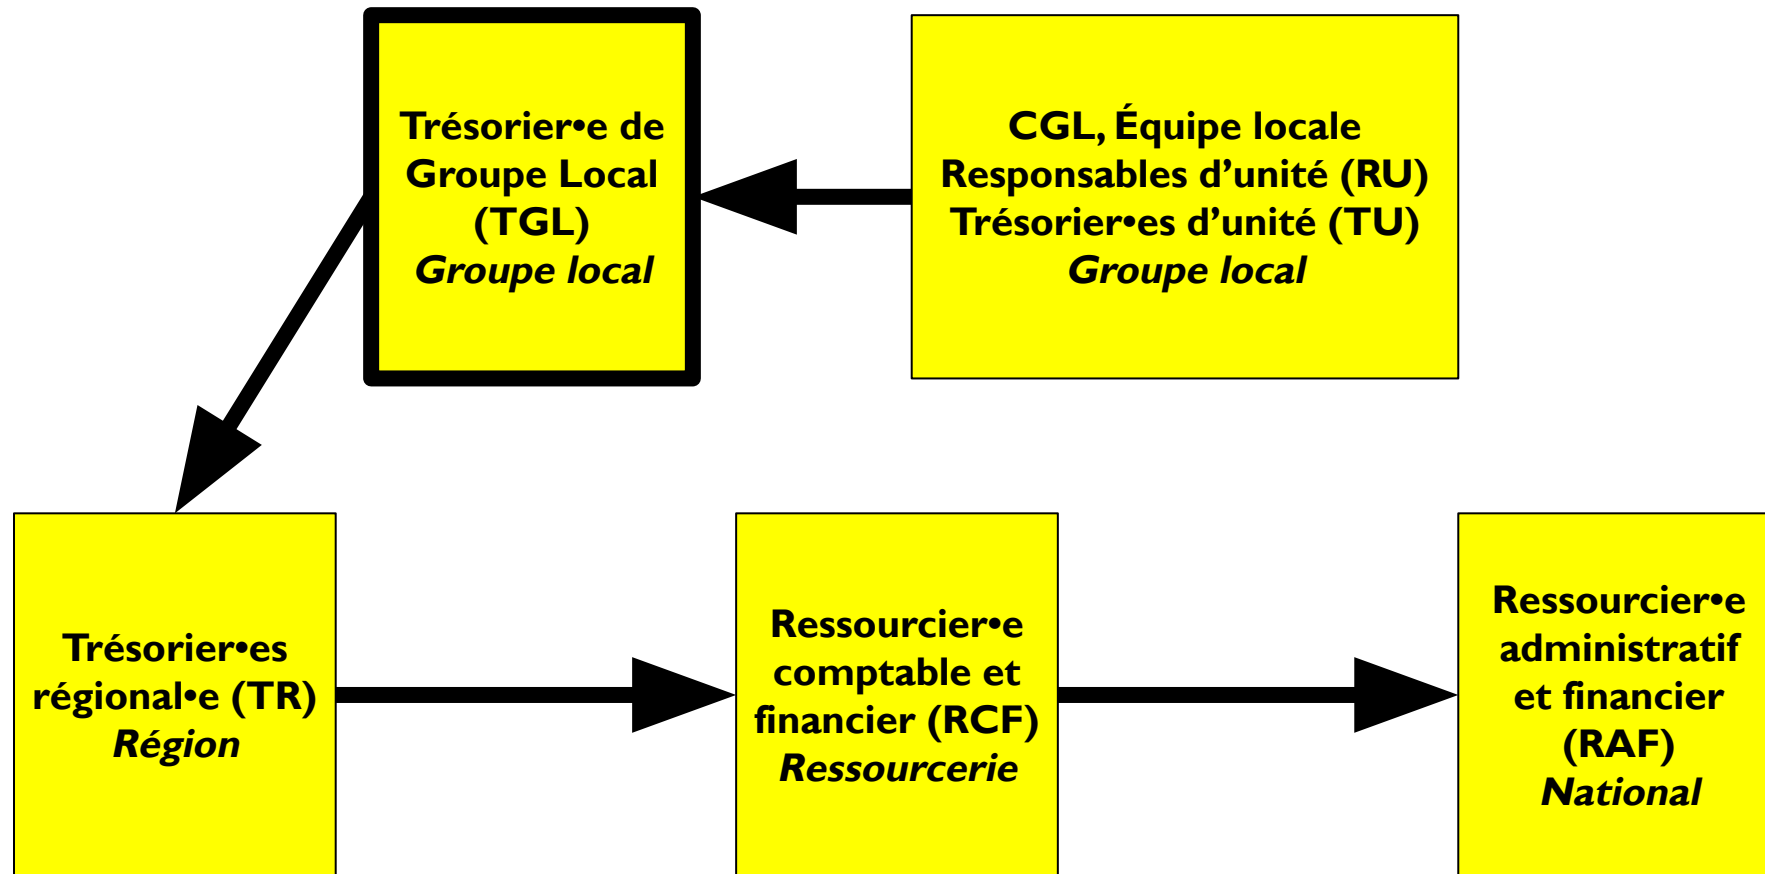 Trésorier•e de
Groupe Local
(TGL)
Groupe local
CGL, Équipe locale
Responsables d’unité (RU)
Trésorier•es d’unité (TU)
Groupe local
Trésorier•es
régional•e (TR)
Région
Ressourcier•e
comptable et
financier (RCF)
Ressourcerie
Ressourcier•e
administratif
et financier
(RAF)
National